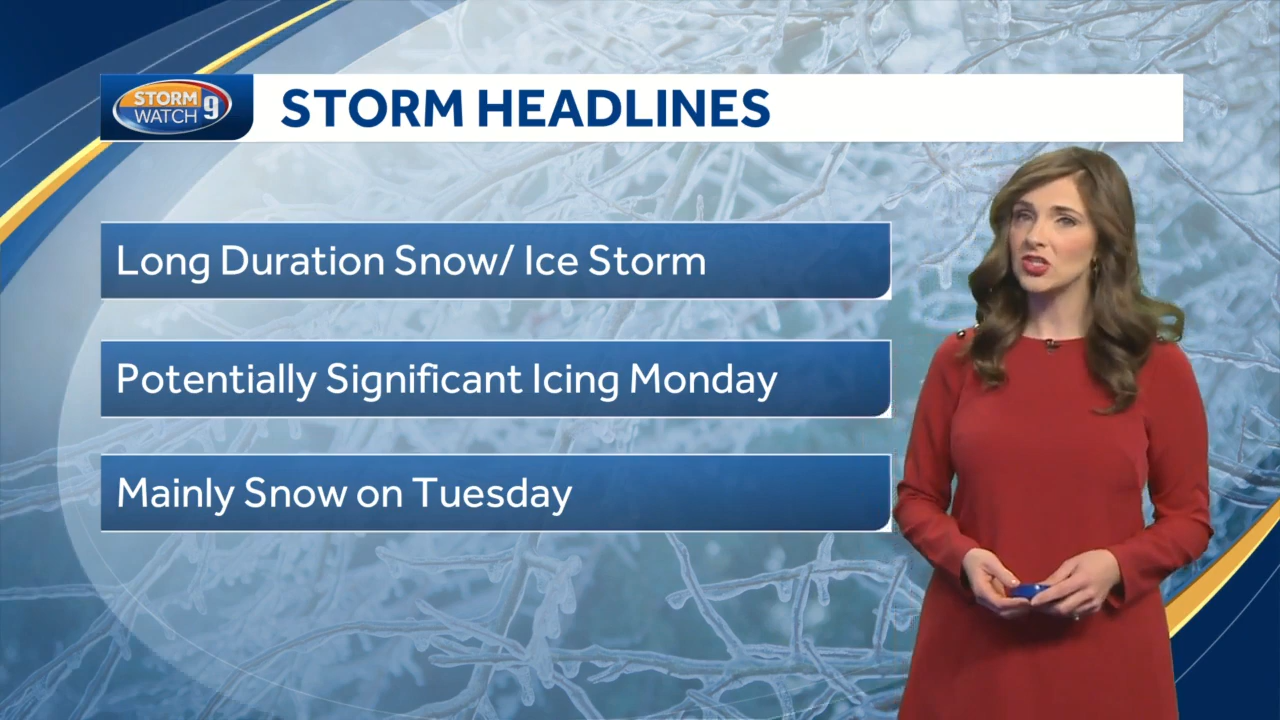 STORM
WATCH 9
STORM HEADLINES
Long Duration Snow/ Ice Storm
Potentially Significant Icing Monday
Mainly Snow on Tuesday